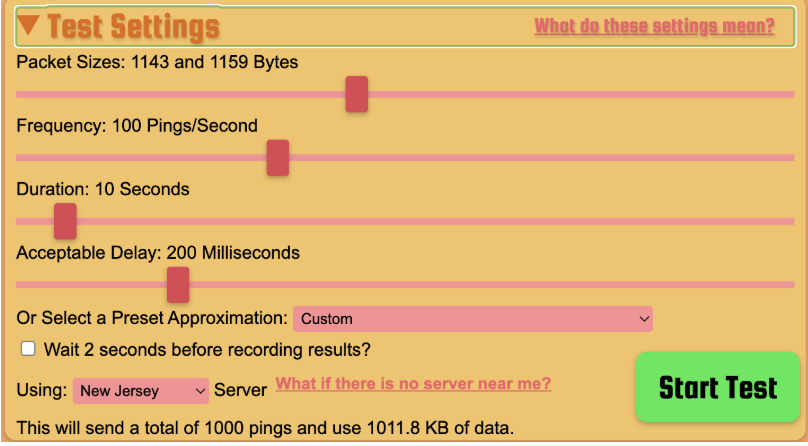 ▼ Test Settings What do these settings mean?
Packet Sizes: 1143 and 1159 Bytes
Frequency: 100 Pings/Second
Duration: 10 Seconds
Acceptable Delay: 200 Milliseconds
Or Select a Preset Approximation: Custom
Wait 2 seconds before recording results?
Using: New Jersey Server What if there is no server near me?
Start Test
This will send a total of 1000 pings and use 1011.8 KB of data.